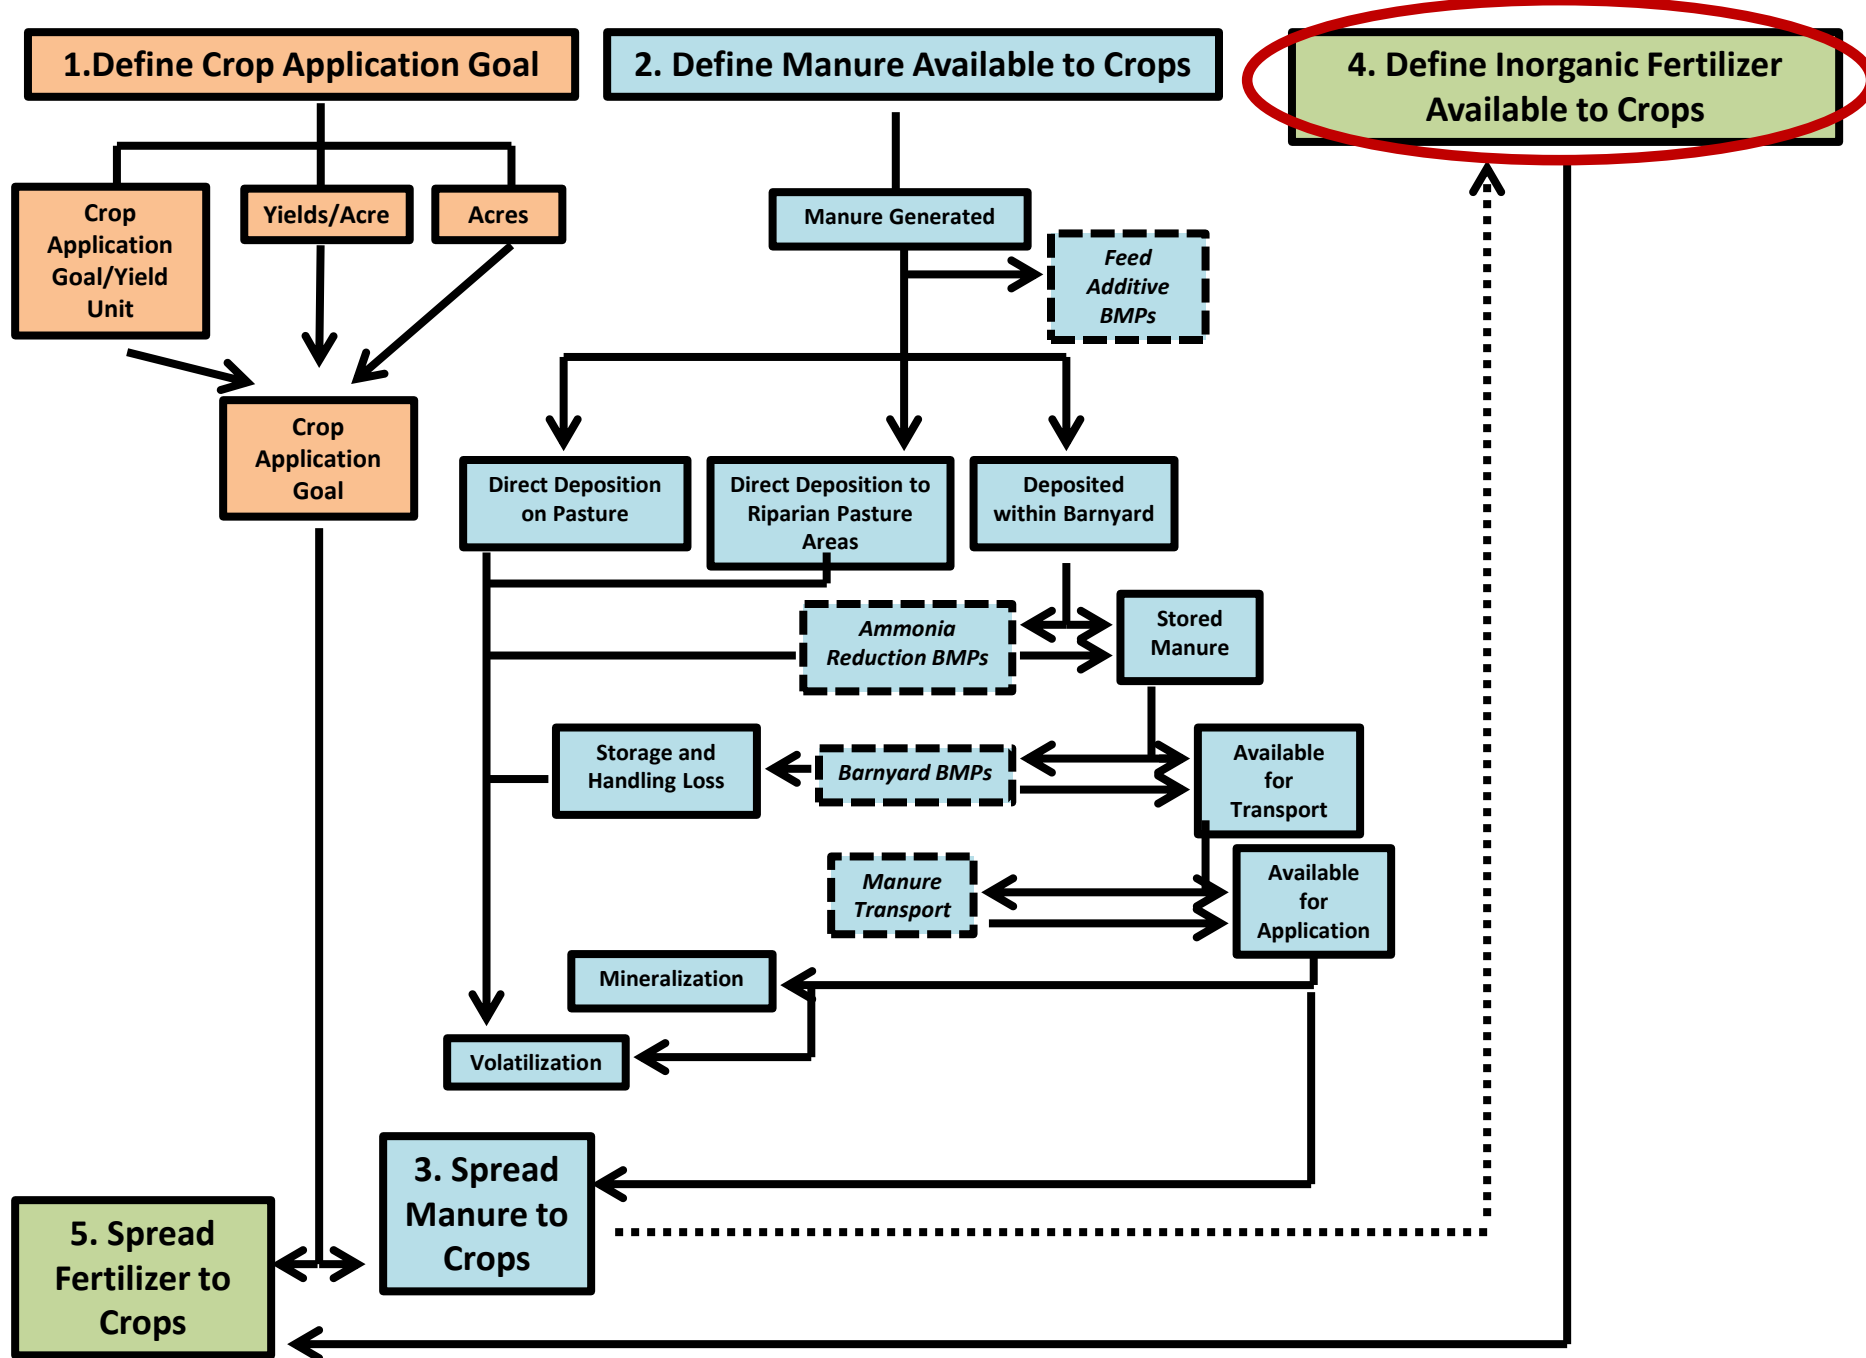 1.Define Crop Application Goal
2. Define Manure Available to Crops
4. Define Inorganic Fertilizer
Available to Crops
Crop
Application
Goal/Yield
Unit
Yields/Acre
Acres
Manure Generated
Feed
Additive
BMPs
Crop
Application
Goal
Direct Deposition
on Pasture
Direct Deposition to
Riparian Pasture
Areas
Deposited
within Barnyard
Ammonia
Reduction BMPs
Stored
Manure
Storage and
Handling Loss
Barnyard BMPs
Available
for
Transport
Manure
Transport
Available
for
Application
Mineralization
Volatilization
3. Spread
Manure to
Crops
5. Spread
Fertilizer to
Crops